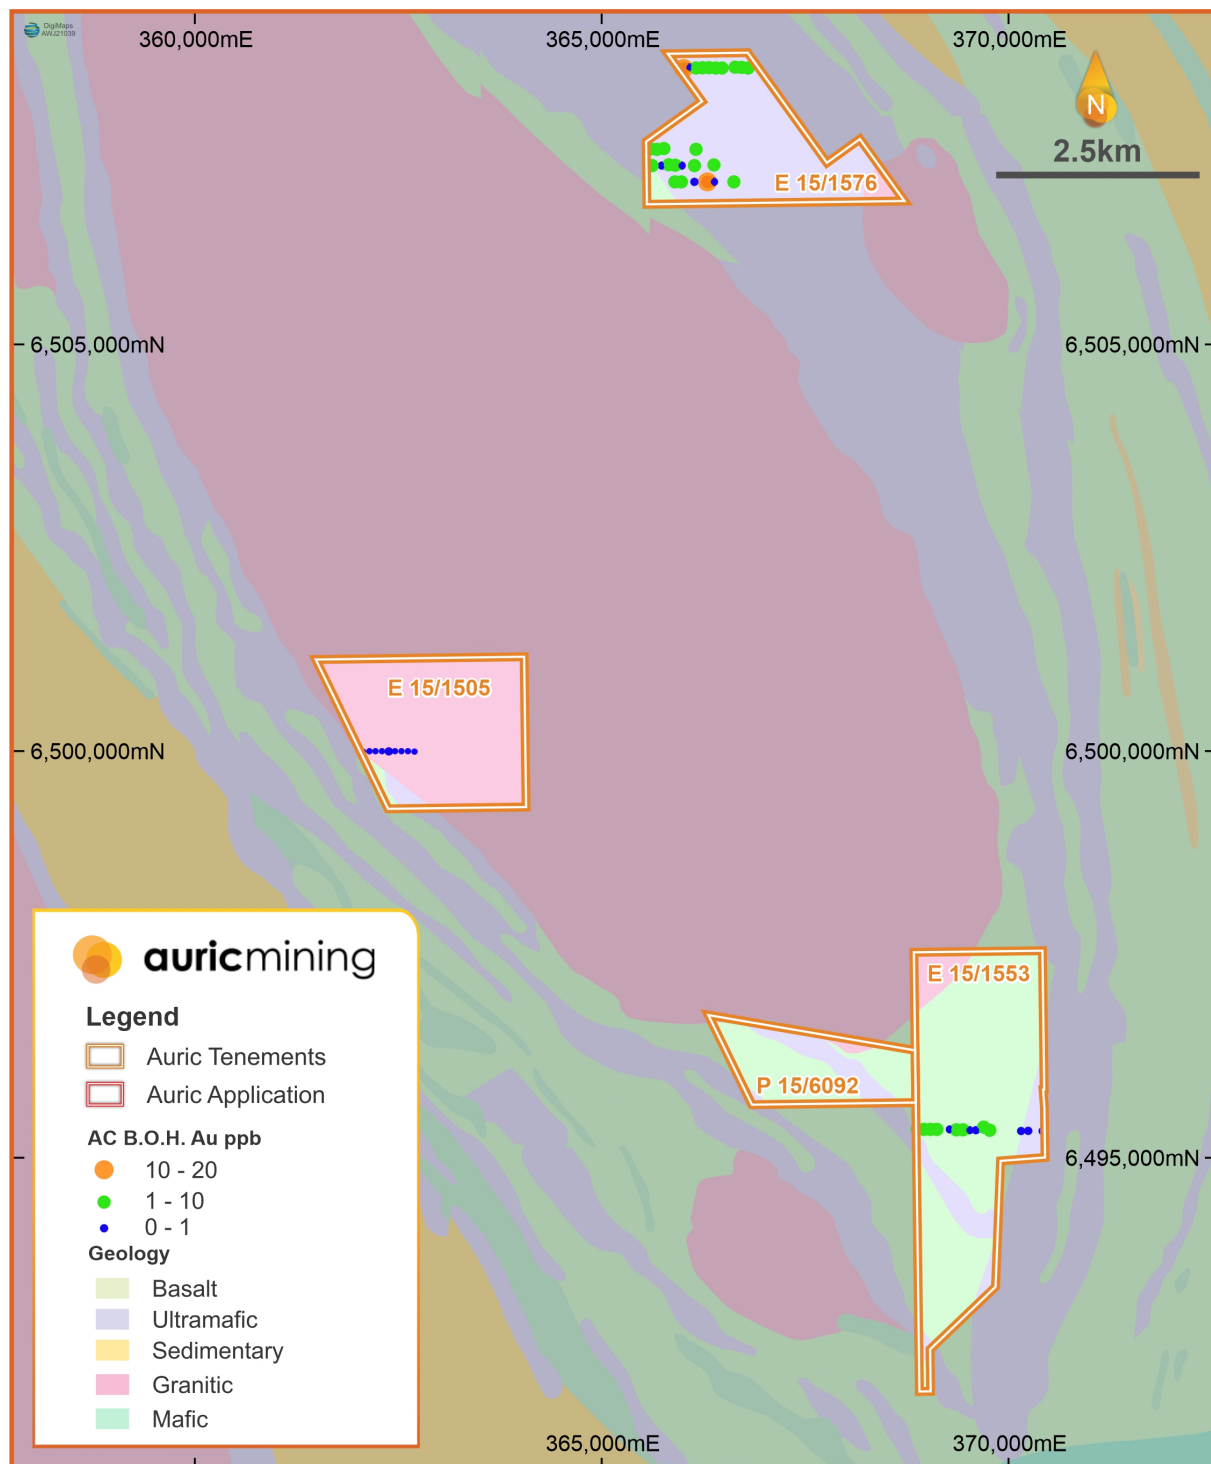 DigiMaps
AWJ21039
360,000mE
365,000mE
370,000mE
N
2.5km
E 15/1576
6,505,000mN
6,505,000mN
E 15/1505
6,500,000mN
6,500,000mN
auricmining
Legend
Auric Tenements
Auric Application
AC B.O.H. Au ppb
10 - 20
1 - 10
0 - 1
Geology
Basalt
Ultramafic
Sedimentary
Granitic
Mafic
E 15/1553
P 15/6092
6,495,000mN
365,000mE
370,000mE